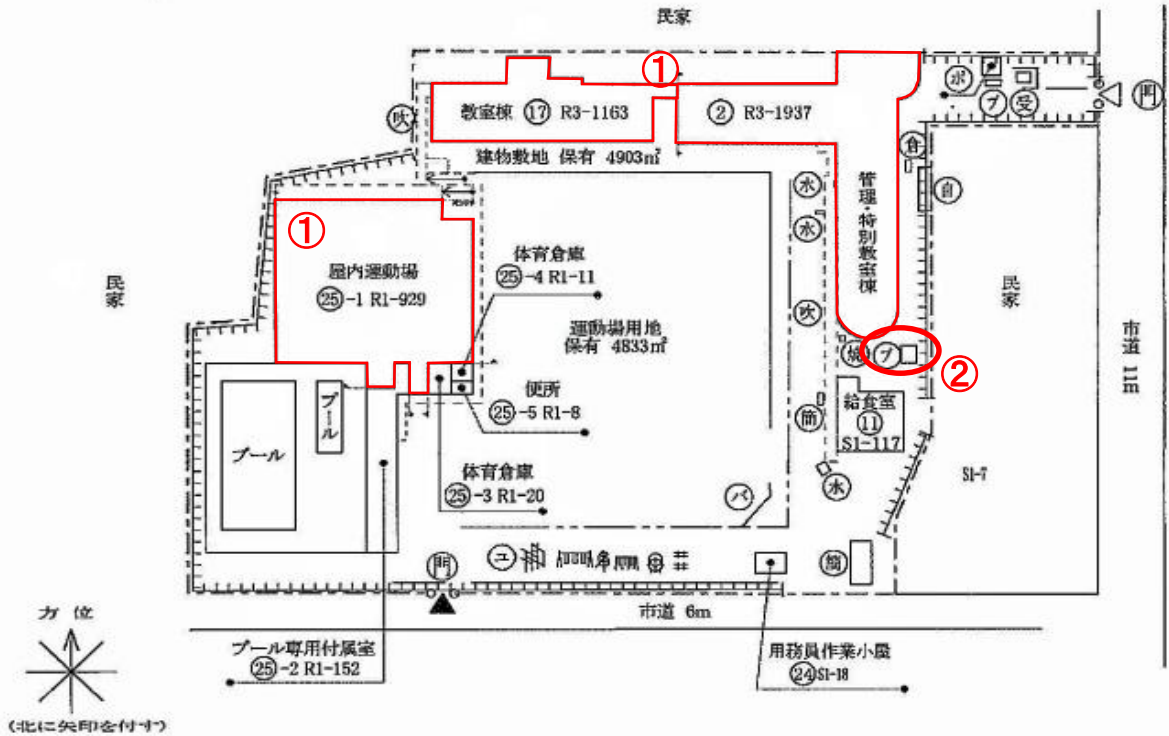 民家
①
ポ
プ
受
門
吹
教室棟 ⑰ R3-1163
② R3-1937
建物敷地 保有 4903㎡
倉
自
水
水
管理・特別教室棟
①
屋内運動場
㉕-1 R1-929
体育倉庫
㉕-4 R1-11
運動場用地
保有 4833㎡
民家
民家
市道 11m
吹
焼
プ
②
便所
㉕-5 R1-8
筒
給食室
⑪
S1-117
プール
プール
体育倉庫
㉕-3 R1-20
バ
水
S1-7
門
ユ
筒
市道 6m
方位
プール専用付属室
㉕-2 R1-152
用務員作業小屋
㉔S1-18
(北に矢印を付す)